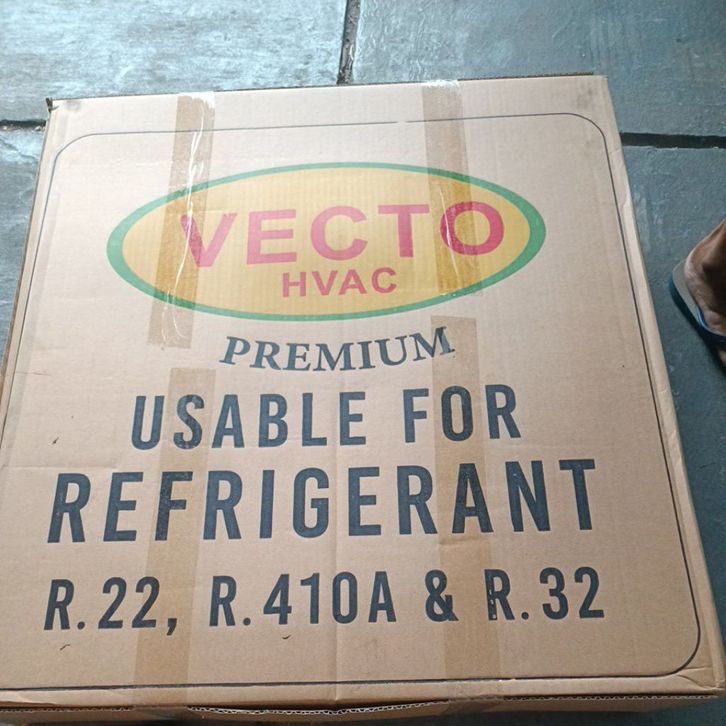 VECTO
HVAC
PREMIUM
USABLE FOR
REFRIGERANT
R.22, R.410A & R.32